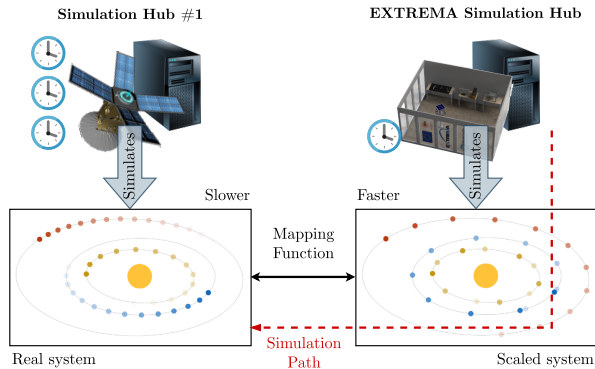 Simulation Hub #1
EXTREMA Simulation Hub
Simulates
Simulates
Slower
Faster
Mapping
Function
Simulation
Path
Real system
Scaled system